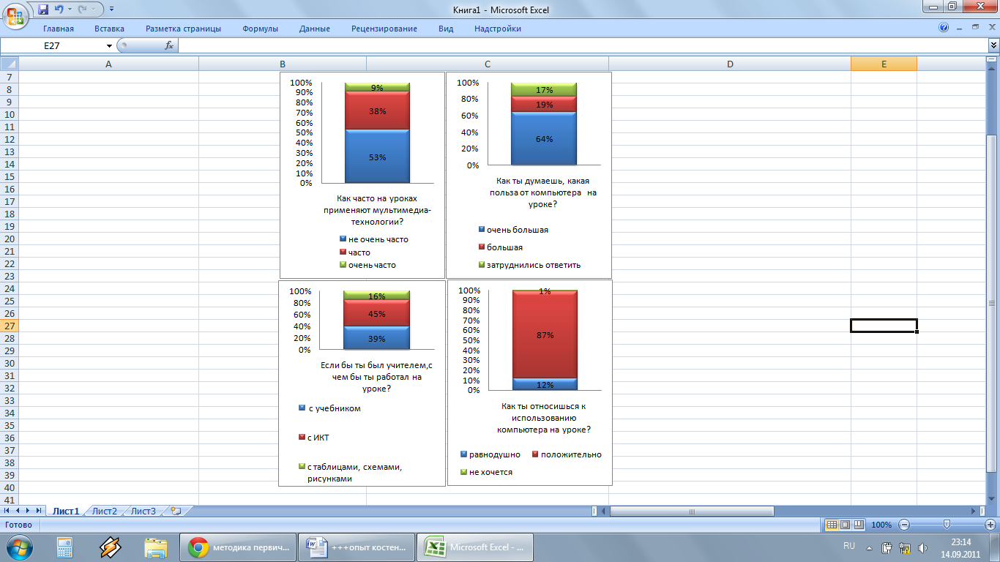 Книга1 - Microsoft Excel
Главная Вставка Разметка страницы Формулы Данные Рецензирование Вид Надстройки
E27 fx
A B C D E
7
8
9
10
11
12
13
14
15
16
17
18
19
20
21
22
23
24
25
26
27
28
29
30
31
32
33
34
35
36
37
38
39
40
41
100%
90%
80%
70%
60%
50%
40%
30%
20%
10%
0%
9%
38%
53%
Как часто на уроках
применяют мультимедиа-
технологии?
не очень часто
часто
очень часто
100%
80%
60%
40%
20%
0%
17%
19%
64%
Как ты думаешь, какая
польза от компьютера на
уроке?
очень большая
большая
затруднились ответить
100%
80%
60%
40%
20%
0%
16%
45%
39%
Если бы ты был учителем,с
чем бы ты работал на
уроке?
с учебником
с ИКТ
с таблицами, схемами,
рисунками
100%
90%
80%
70%
60%
50%
40%
30%
20%
10%
0%
1%
87%
12%
Как ты относишься к
использованию
компьютера на уроке?
равнодушно положительно
не хочется
Лист1 Лист2 Лист3
Готово 100%
методика первич... +++опыт костен... Microsoft Excel - ... RU 23:14
14.09.2011